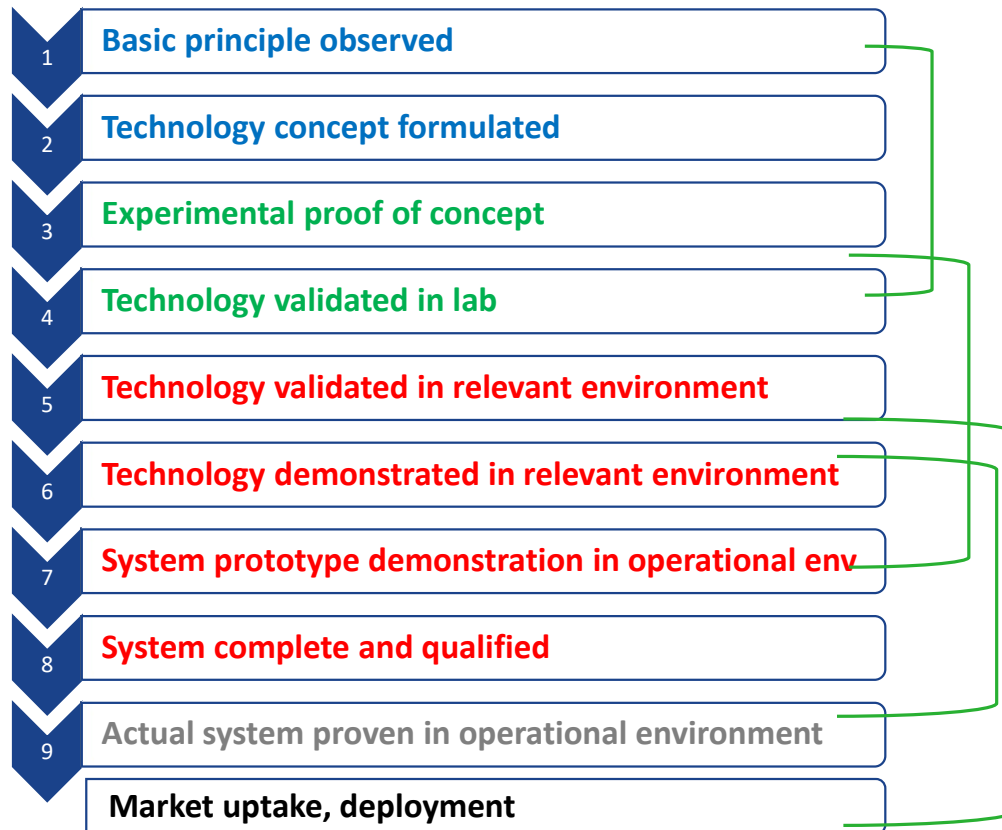 1
Basic principle observed
2
Technology concept formulated
3
Experimental proof of concept
4
Technology validated in lab
5
Technology validated in relevant environment
6
Technology demonstrated in relevant environment
7
System prototype demonstration in operational env
8
System complete and qualified
9
Actual system proven in operational environment
Market uptake, deployment